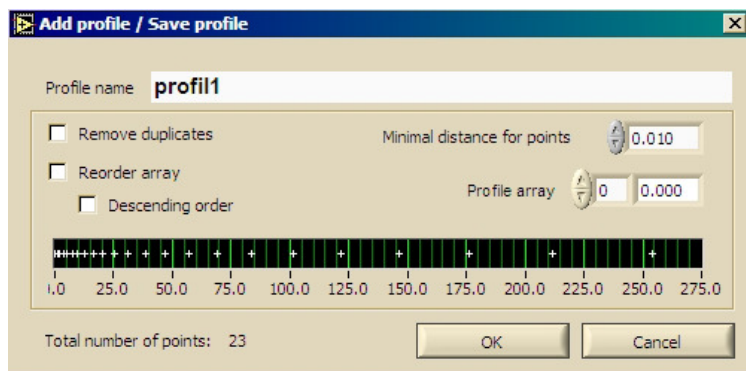 Add profile / Save profile
Profile name profil1
Remove duplicates Minimal distance for points 0.010
Reorder array
Profile array 0 0.000
Descending order
.0 25.0 50.0 75.0 100.0 125.0 150.0 175.0 200.0 225.0 250.0 275.0
Total number of points: 23 OK Cancel